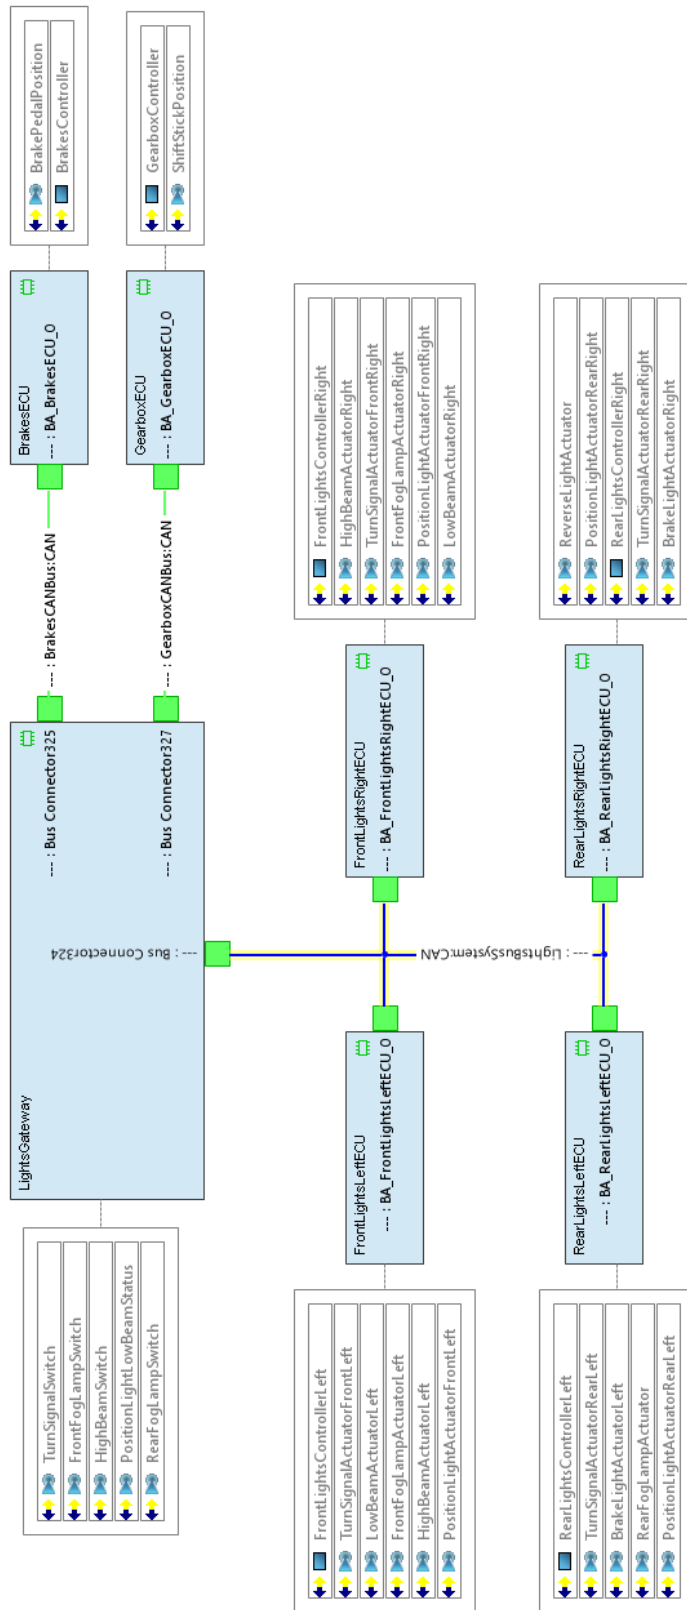 BrakePedalPosition
BrakesController
GearboxController
ShiftStickPosition
BrakesECU
--- : BA_BrakesECU_0
GearboxECU
--- : BA_GearboxECU_0
--- : BrakesCANBus:CAN
--- : GearboxCANBus:CAN
LightsGateway
--- : Bus Connector325
--- : Bus Connector327
--- : Bus Connector324
TurnSignalSwitch
FrontFogLampSwitch
HighBeamSwitch
PositionLightLowBeamStatus
RearFogLampSwitch
FrontLightsControllerRight
HighBeamActuatorRight
TurnSignalActuatorFrontRight
FrontFogLampActuatorRight
PositionLightActuatorFrontRight
LowBeamActuatorRight
ReverseLightActuator
PositionLightActuatorRearRight
RearLightsControllerRight
TurnSignalActuatorRearRight
BrakeLightActuatorRight
FrontLightsRightECU
--- : BA_FrontLightsRightECU_0
RearLightsRightECU
--- : BA_RearLightsRightECU_0
--- : LightsBusSystem:CAN
FrontLightsLeftECU
--- : BA_FrontLightsLeftECU_0
RearLightsLeftECU
--- : BA_RearLightsLeftECU_0
FrontLightsControllerLeft
TurnSignalActuatorFrontLeft
LowBeamActuatorLeft
FrontFogLampActuatorLeft
HighBeamActuatorLeft
PositionLightActuatorFrontLeft
RearLightsControllerLeft
TurnSignalActuatorRearLeft
BrakeLightActuatorLeft
RearFogLampActuator
PositionLightActuatorRearLeft